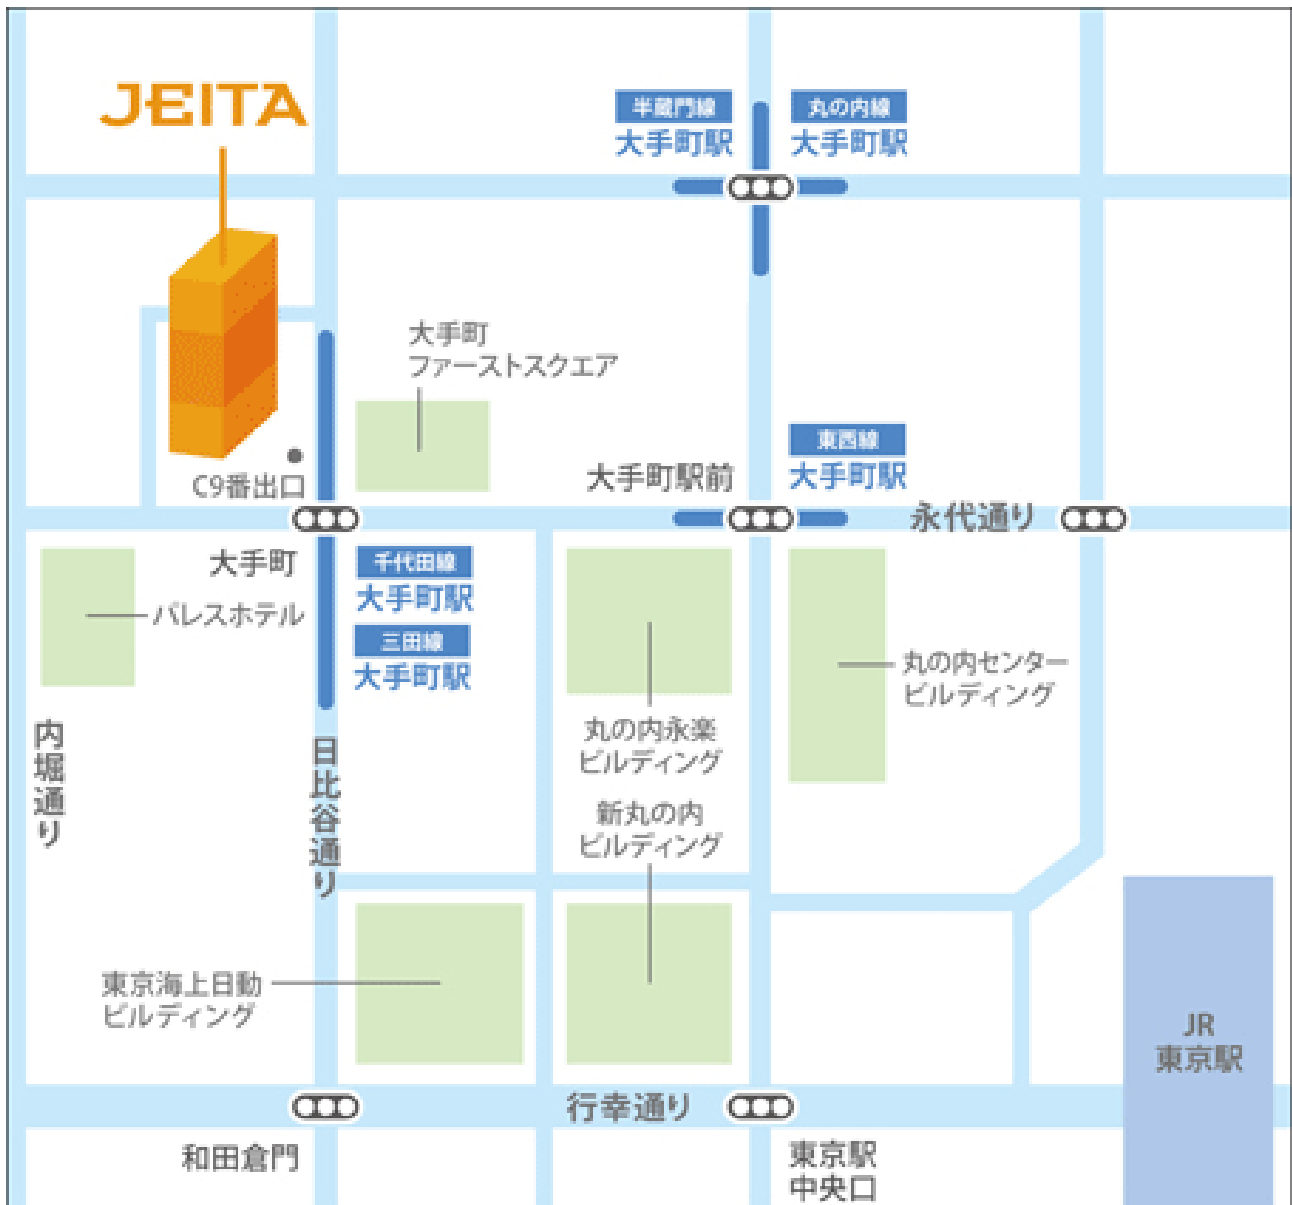 JEITA
半蔵門線
大手町駅
丸の内線
大手町駅
大手町
ファーストスクエア
東西線
大手町駅
大手町駅前
C9番出口
永代通り
大手町
千代田線
大手町駅
パレスホテル
三田線
大手町駅
丸の内センター
ビルディング
内堀通り
日比谷通り
丸の内永楽
ビルディング
新丸の内
ビルディング
東京海上日動
ビルディング
JR
東京駅
行幸通り
和田倉門
東京駅
中央口